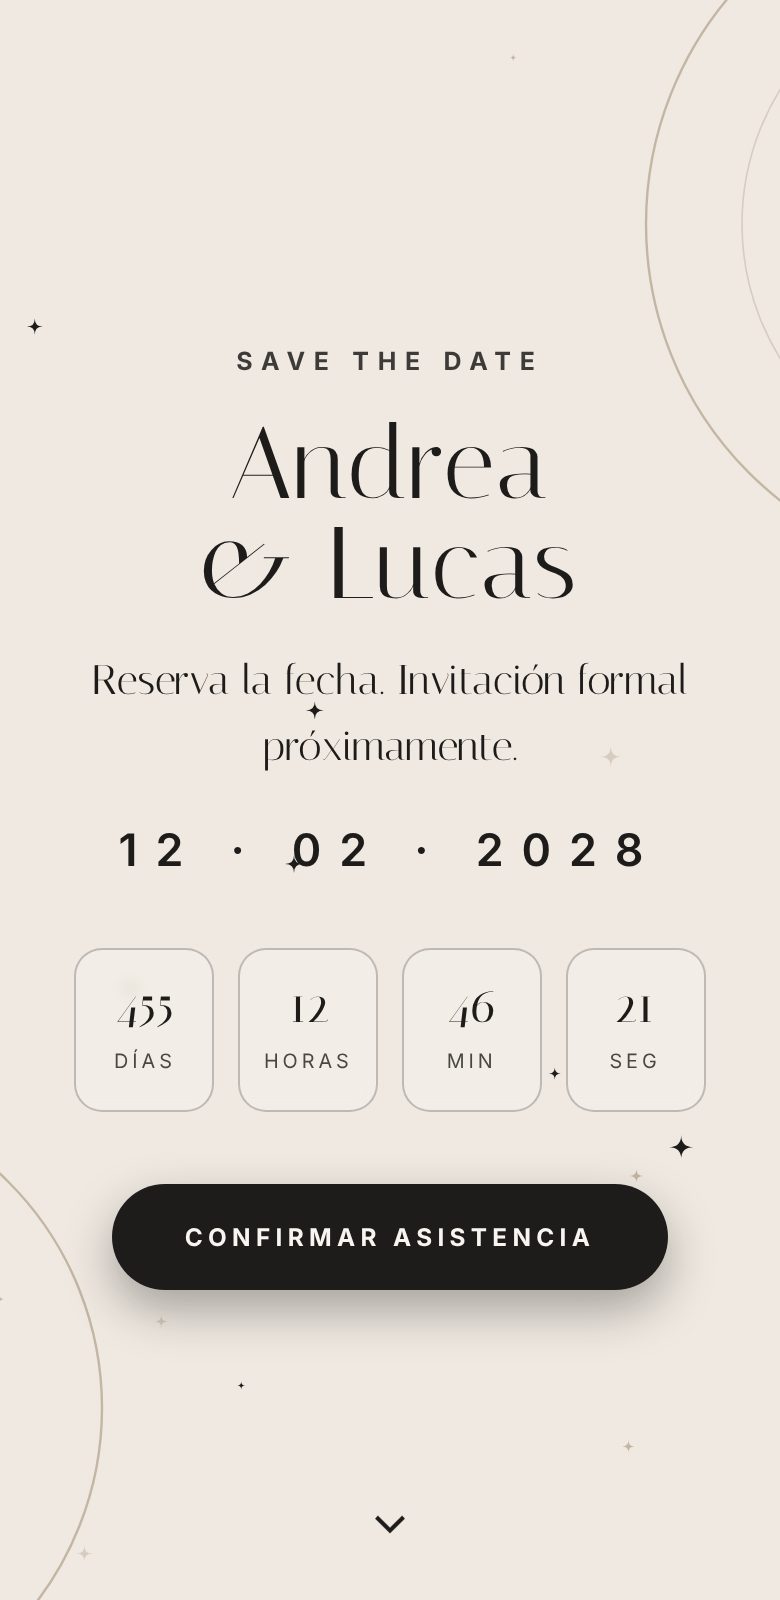 SAVE THE DATE
Andrea
& Lucas
Reserva la fecha. Invitación formal
próximamente.
12 · 02 · 2028
455 12 46 21
DÍAS HORAS MIN SEG
CONFIRMAR ASISTENCIA